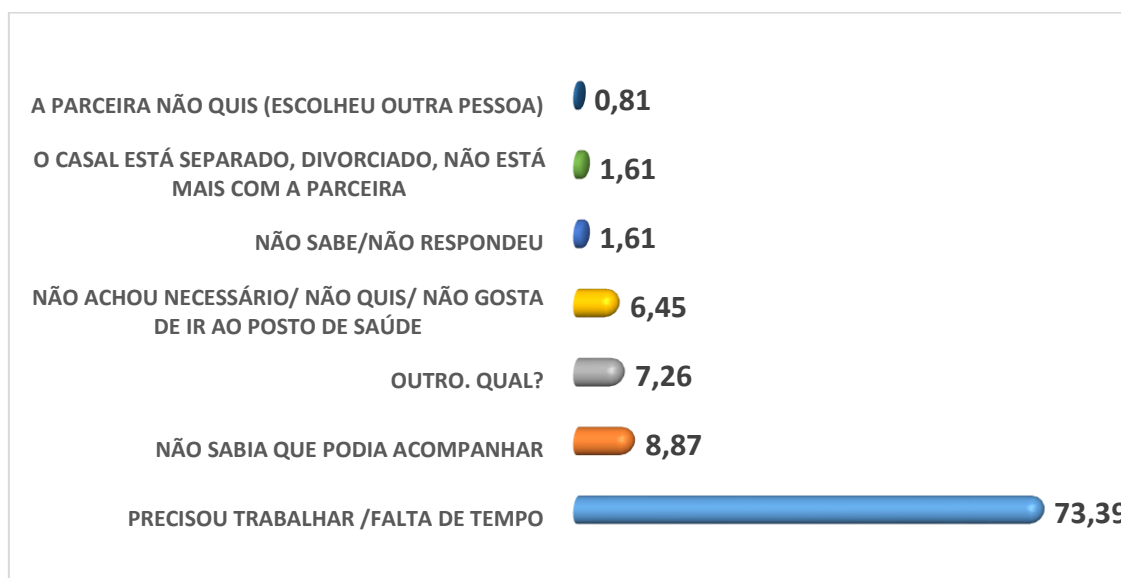 A PARCEIRA NÃO QUIS (ESCOLHEU OUTRA PESSOA)
0,81
O CASAL ESTÁ SEPARADO, DIVORCIADO, NÃO ESTÁ
MAIS COM A PARCEIRA
1,61
NÃO SABE/NÃO RESPONDEU
1,61
NÃO ACHOU NECESSÁRIO/ NÃO QUIS/ NÃO GOSTA
DE IR AO POSTO DE SAÚDE
6,45
OUTRO. QUAL?
7,26
NÃO SABIA QUE PODIA ACOMPANHAR
8,87
PRECISOU TRABALHAR /FALTA DE TEMPO
73,39